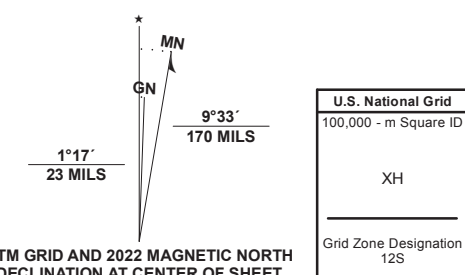 ★
MN
GN
9°33´
170 MILS
1°17´
23 MILS
TM GRID AND 2022 MAGNETIC NORTH
DECLINATION AT CENTER OF SHEET
U.S. National Grid
100,000 - m Square ID
XH
Grid Zone Designation
12S